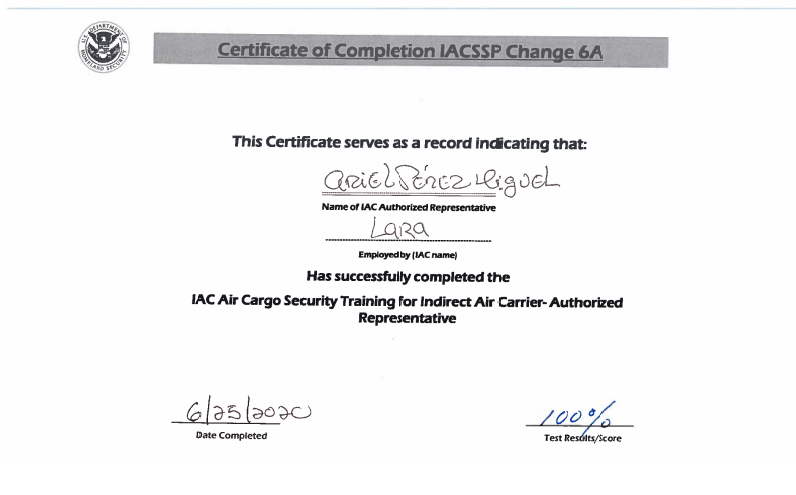 U.S. DEPARTMENT OF HOMELAND SECURITY
Certificate of Completion IACSSP Change 6A
This Certificate serves as a record indicating that:
Ariel Pérez Miguel
Name of IAC Authorized Representative
Lara
Employed by (IAC name)
Has successfully completed the
IAC Air Cargo Security Training for Indirect Air Carrier- Authorized
Representative
6/25/2020
Date Completed
100%
Test Results/Score